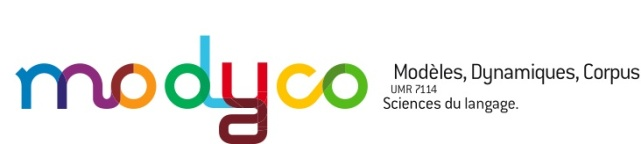 modyco
Modèles, Dynamiques, Corpus
UMR 7114
Sciences du langage.